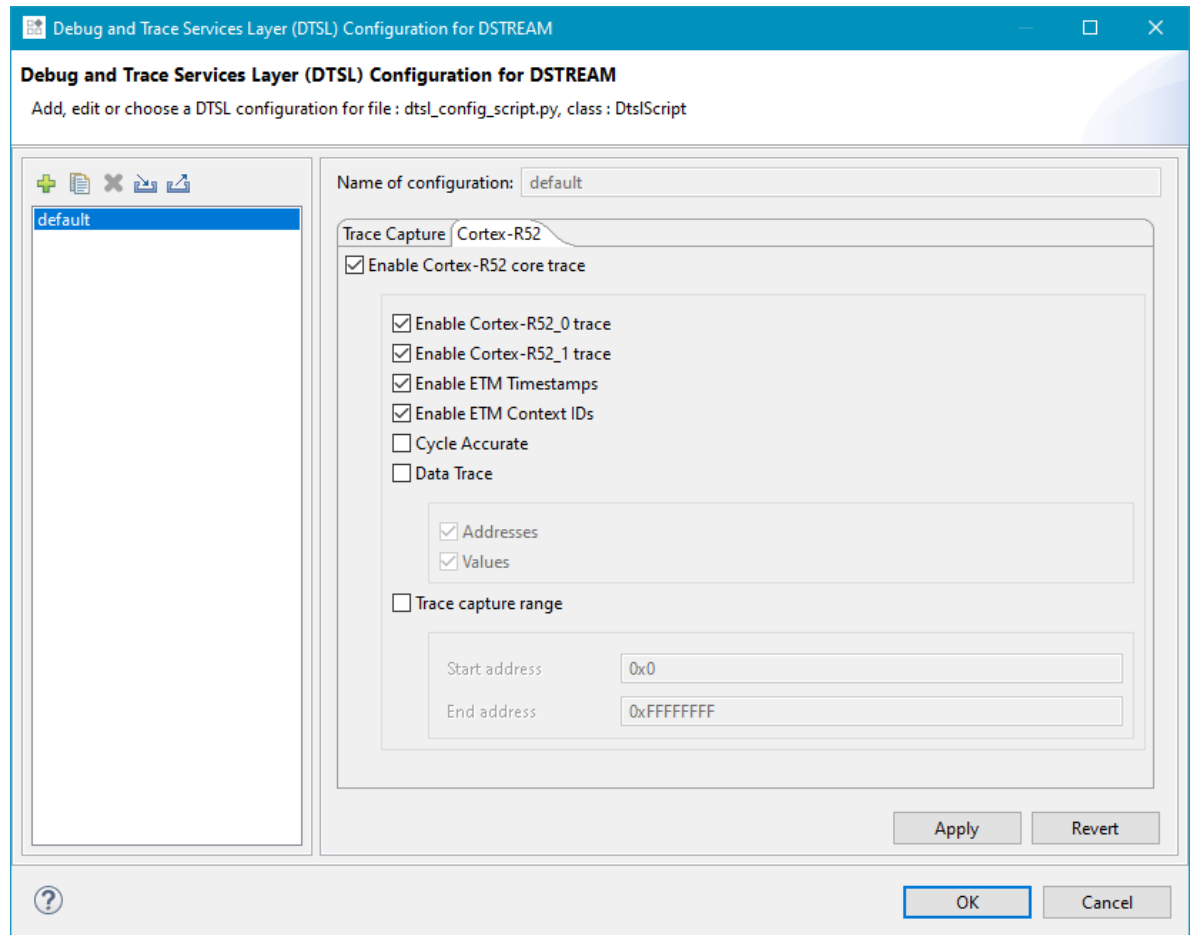 Debug and Trace Services Layer (DTSL) Configuration for DSTREAM
Debug and Trace Services Layer (DTSL) Configuration for DSTREAM
Add, edit or choose a DTSL configuration for file : dtsl_config_script.py, class : DtslScript
default
Name of configuration: default
Trace Capture Cortex-R52
Enable Cortex-R52 core trace
Enable Cortex-R52_0 trace
Enable Cortex-R52_1 trace
Enable ETM Timestamps
Enable ETM Context IDs
Cycle Accurate
Data Trace
Addresses
Values
Trace capture range
Start address 0x0
End address 0xFFFFFFFF
Apply Revert
? OK Cancel